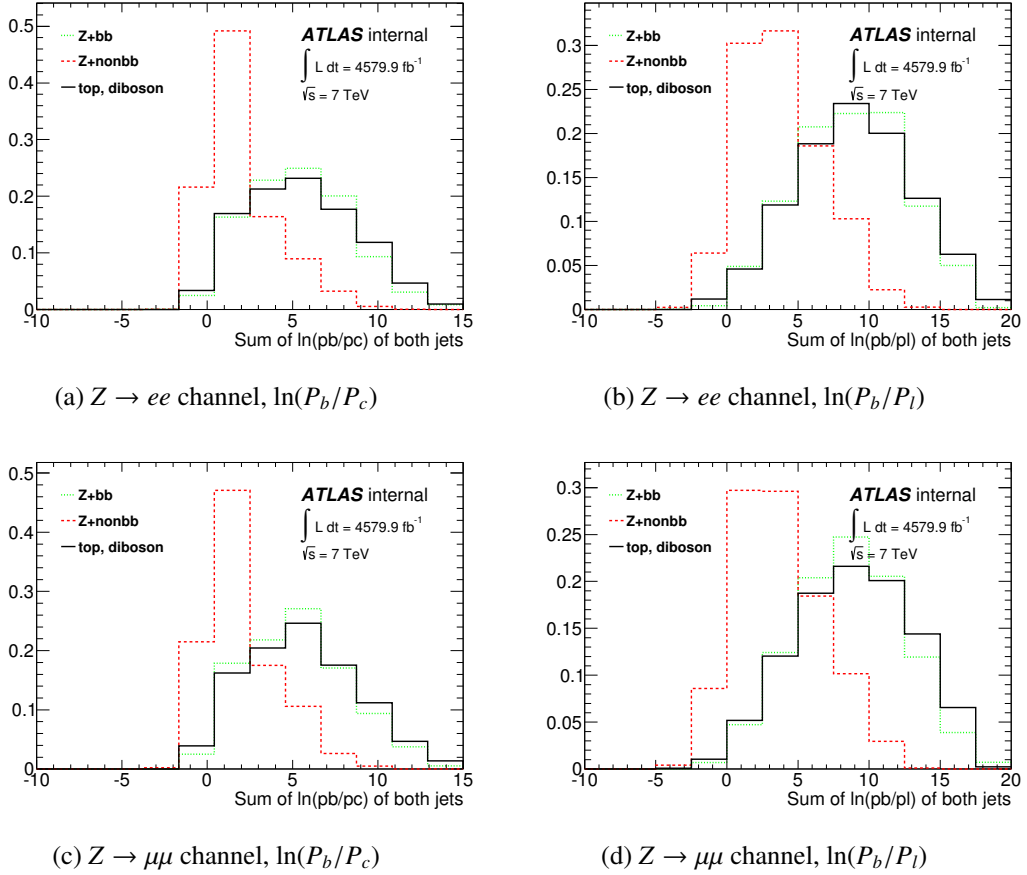 Z+bb
Z+nonbb
top, diboson
ATLAS internal
∫ L dt = 4579.9 fb⁻¹
√s = 7 TeV
0.5
0.4
0.3
0.2
0.1
0
-10 -5 0 5 10 15
Sum of ln(pb/pc) of both jets
(a) Z → ee channel, ln(P_b/P_c)
Z+bb
Z+nonbb
top, diboson
ATLAS internal
∫ L dt = 4579.9 fb⁻¹
√s = 7 TeV
0.3
0.25
0.2
0.15
0.1
0.05
0
-10 -5 0 5 10 15 20
Sum of ln(pb/pl) of both jets
(b) Z → ee channel, ln(P_b/P_l)
Z+bb
Z+nonbb
top, diboson
ATLAS internal
∫ L dt = 4579.9 fb⁻¹
√s = 7 TeV
0.5
0.4
0.3
0.2
0.1
0
-10 -5 0 5 10 15
Sum of ln(pb/pc) of both jets
(c) Z → μμ channel, ln(P_b/P_c)
Z+bb
Z+nonbb
top, diboson
ATLAS internal
∫ L dt = 4579.9 fb⁻¹
√s = 7 TeV
0.3
0.25
0.2
0.15
0.1
0.05
0
-10 -5 0 5 10 15 20
Sum of ln(pb/pl) of both jets
(d) Z → μμ channel, ln(P_b/P_l)